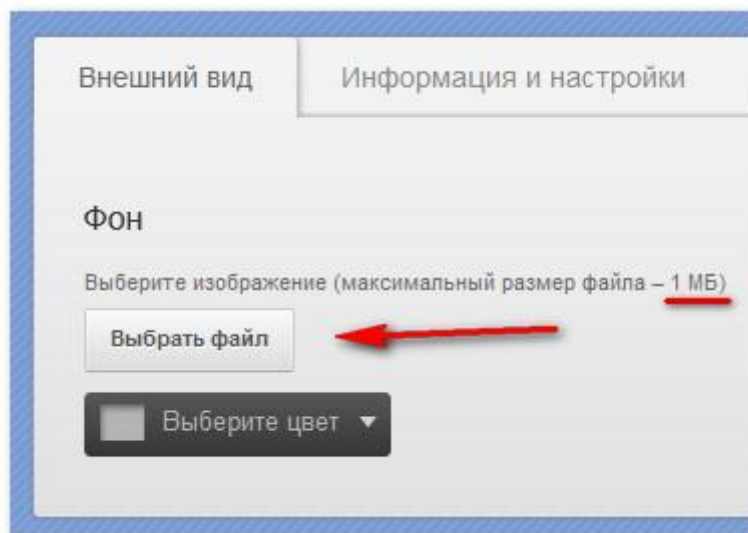 Внешний вид
Информация и настройки
Фон
Выберите изображение (максимальный размер файла – 1 МБ)
Выбрать файл
Выберите цвет